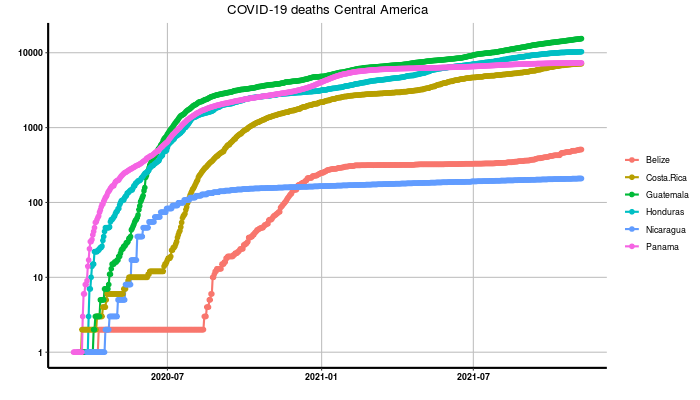 COVID-19 deaths Central America
10000
1000
100
10
1
2020-07
2021-01
2021-07
Belize
Costa.Rica
Guatemala
Honduras
Nicaragua
Panama